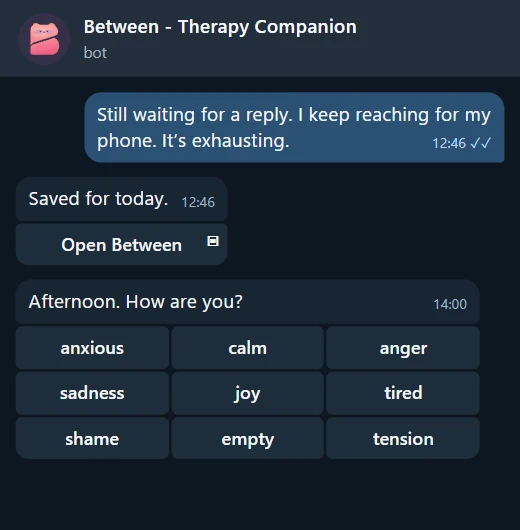 Between - Therapy Companion
bot
Still waiting for a reply. I keep reaching for my
phone. It’s exhausting. 12:46
Saved for today. 12:46
Open Between
Afternoon. How are you? 14:00
anxious calm anger
sadness joy tired
shame empty tension